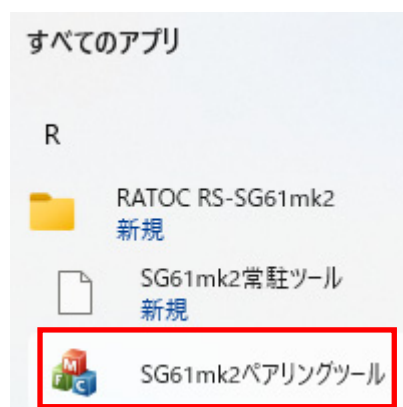 すべてのアプリ
R
RATOC RS-SG61mk2
新規
SG61mk2常駐ツール
新規
M
F C
SG61mk2ペアリングツール